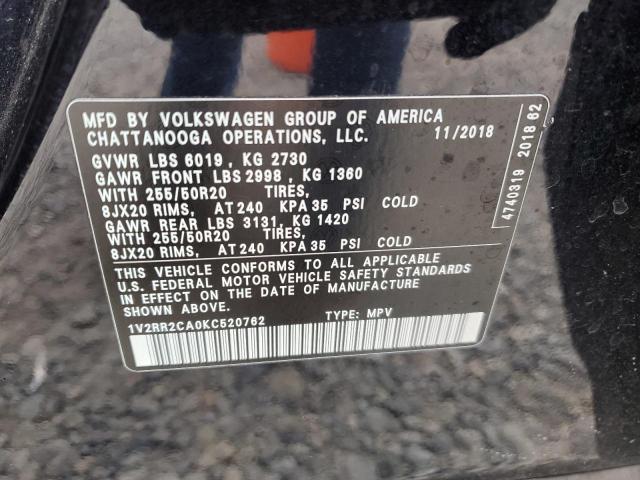 MFD BY VOLKSWAGEN GROUP OF AMERICA
CHATTANOOGA OPERATIONS, LLC. 11/2018
GVWR LBS 6019 , KG 2730
GAWR FRONT LBS 2998 , KG 1360
WITH 255/50R20 TIRES,
8JX20 RIMS, AT 240 KPA 35 PSI COLD
GAWR REAR LBS 3131, KG 1420
WITH 255/50R20 TIRES,
8JX20 RIMS, AT 240 KPA 35 PSI COLD
THIS VEHICLE CONFORMS TO ALL APPLICABLE
U.S. FEDERAL MOTOR VEHICLE SAFETY STANDARDS
IN EFFECT ON THE DATE OF MANUFACTURE
SHOWN ABOVE.
1V2RR2CA0KC520762 TYPE: MPV
4740319 2018 62